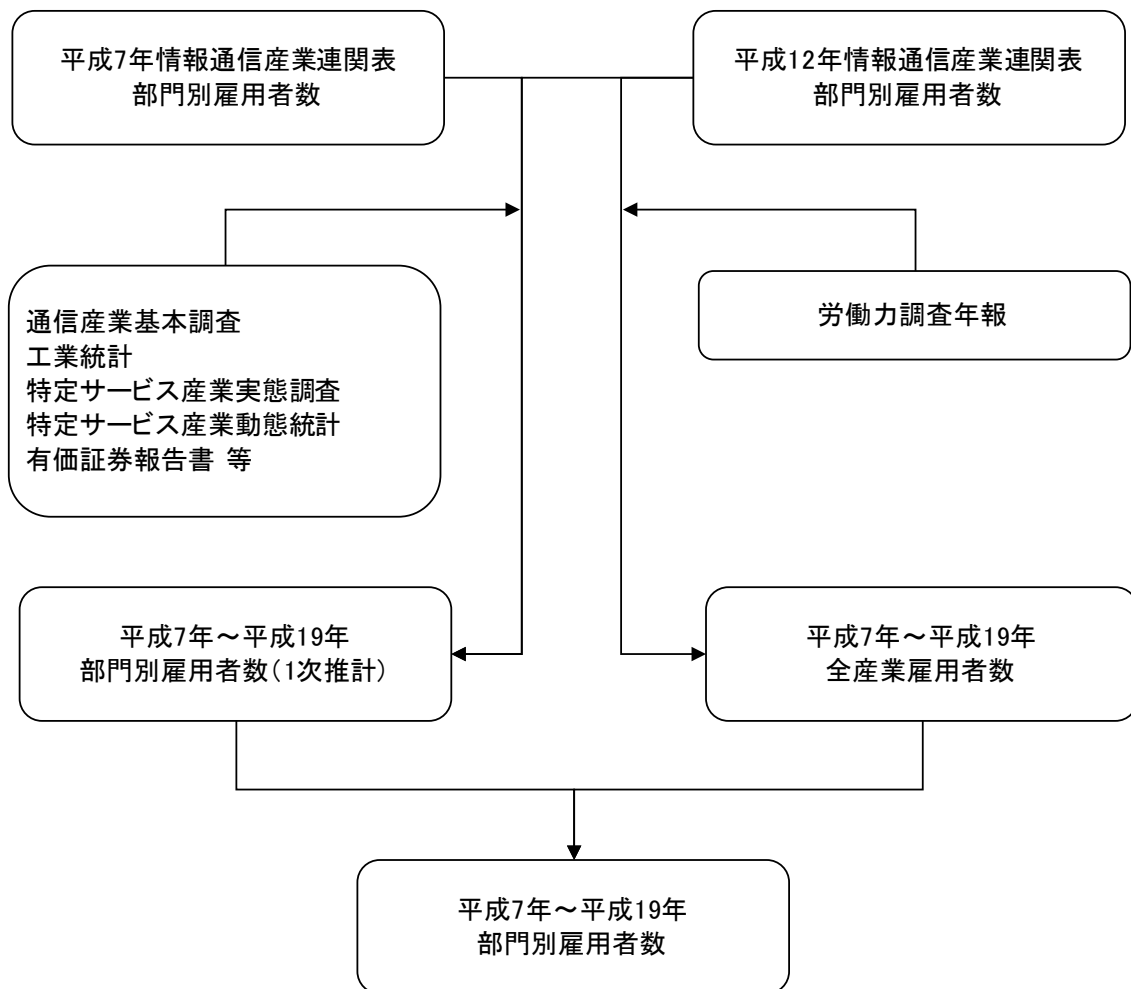 平成7年情報通信産業連関表
部門別雇用者数
平成12年情報通信産業連関表
部門別雇用者数
通信産業基本調査
工業統計
特定サービス産業実態調査
特定サービス産業動態統計
有価証券報告書 等
労働力調査年報
平成7年～平成19年
部門別雇用者数(1次推計)
平成7年～平成19年
全産業雇用者数
平成7年～平成19年
部門別雇用者数